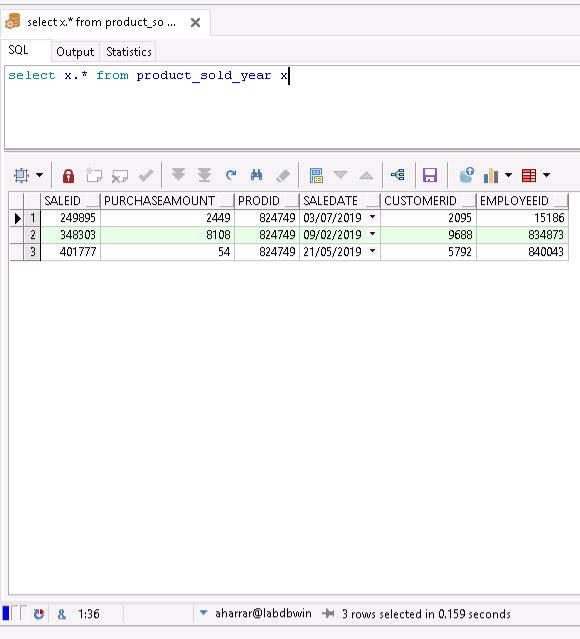 select x.* from product_so ...
SQL Output Statistics
select x.* from product_sold_year x
SALEID PURCHASEAMOUNT PRODID SALEDATE CUSTOMERID EMPLOYEEID
1 249895 2449 824749 03/07/2019 2095 15186
2 348303 8108 824749 09/02/2019 9688 834873
3 401777 54 824749 21/05/2019 5792 840043
& 1:36 aharrar@labdbwin 3 rows selected in 0.159 seconds